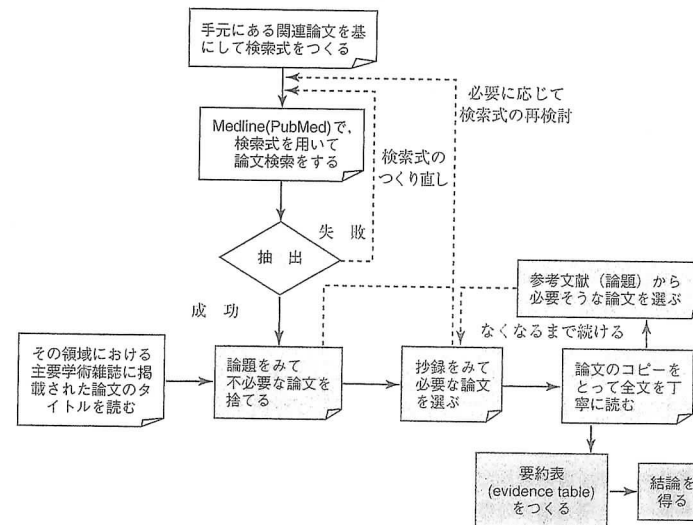 手元にある関連論文を基
にして検索式をつくる
必要に応じて
検索式の再検討
Medline(PubMed)で，
検索式を用いて
論文検索をする
検索式の
つくり直し
失 敗
抽 出
成 功
参考文献（論題）から
必要そうな論文を選ぶ
なくなるまで続ける
その領域における
主要学術雑誌に掲
載された論文のタ
イトルを読む
論題をみて
不必要な論文を
捨てる
抄録をみて
必要な論文
を選ぶ
論文のコピーを
とって全文を丁
寧に読む
要約表
(evidence table)
をつくる
結論を
得る